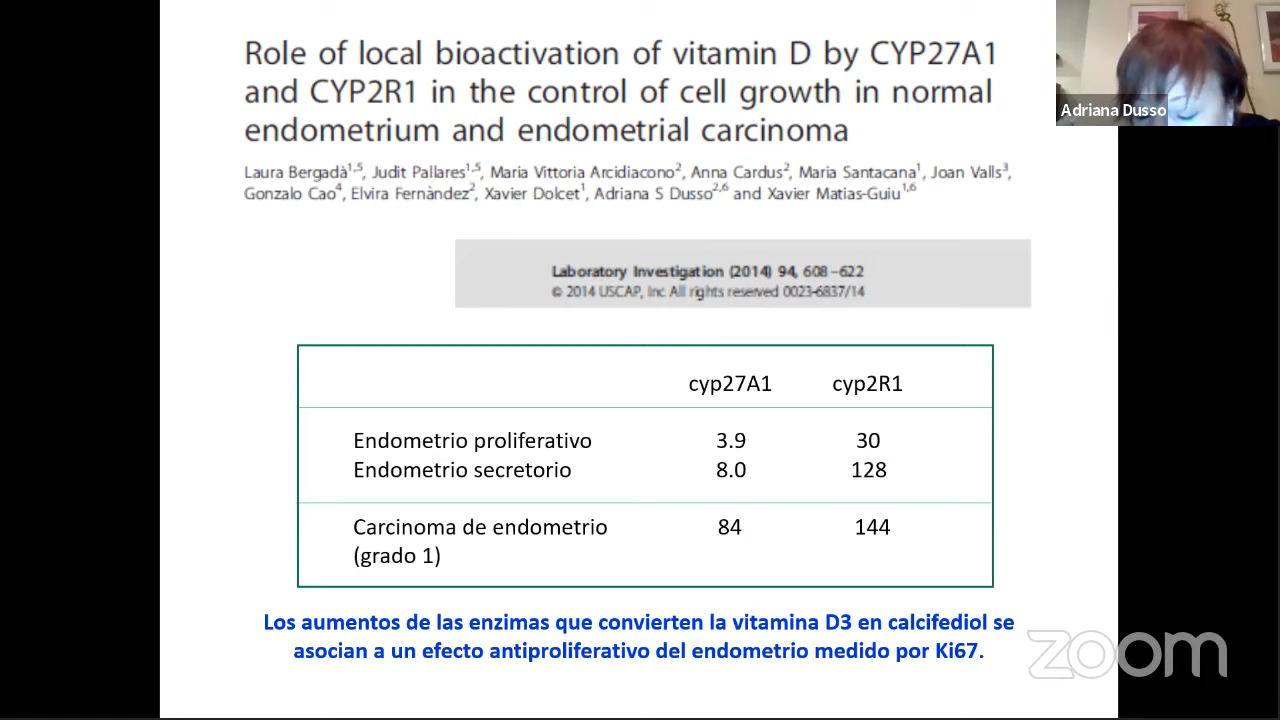 Role of local bioactivation of vitamin D by CYP27A1
and CYP2R1 in the control of cell growth in normal
endometrium and endometrial carcinoma
Laura Bergadà1,5, Judit Pallares1,5, Maria Vittoria Arcidiacono2, Anna Cardus2, Maria Santacana1, Joan Valls3,
Gonzalo Cao4, Elvira Fernàndez2, Xavier Dolcet1, Adriana S Dusso2,6 and Xavier Matias-Guiu1,6
Adriana Dusso
Laboratory Investigation (2014) 94, 608–622
© 2014 USCAP, Inc All rights reserved 0023-6837/14
cyp27A1 cyp2R1
Endometrio proliferativo 3.9 30
Endometrio secretorio 8.0 128
Carcinoma de endometrio 84 144
(grado 1)
Los aumentos de las enzimas que convierten la vitamina D3 en calcifediol se
asocian a un efecto antiproliferativo del endometrio medido por Ki67.
zoom